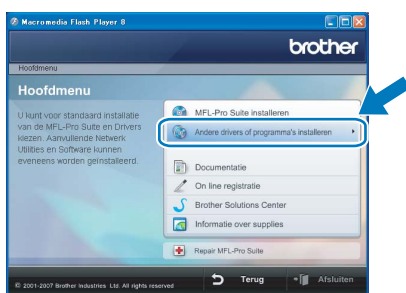 Macromedia Flash Player 8
brother
Hoofdmenu
Hoofdmenu
U kunt voor standaard installatie
van de MFL-Pro Suite en Drivers
kiezen. Aanvullende Netwerk
Utilities en Software kunnen
eveneens worden geïnstalleerd.
MFL-Pro Suite installeren
Andere drivers of programma's installeren
Documentatie
On line registratie
Brother Solutions Center
Informatie over supplies
Repair MFL-Pro Suite
© 2001-2007 Brother Industries Ltd. All rights reserved
Terug
Afsluiten